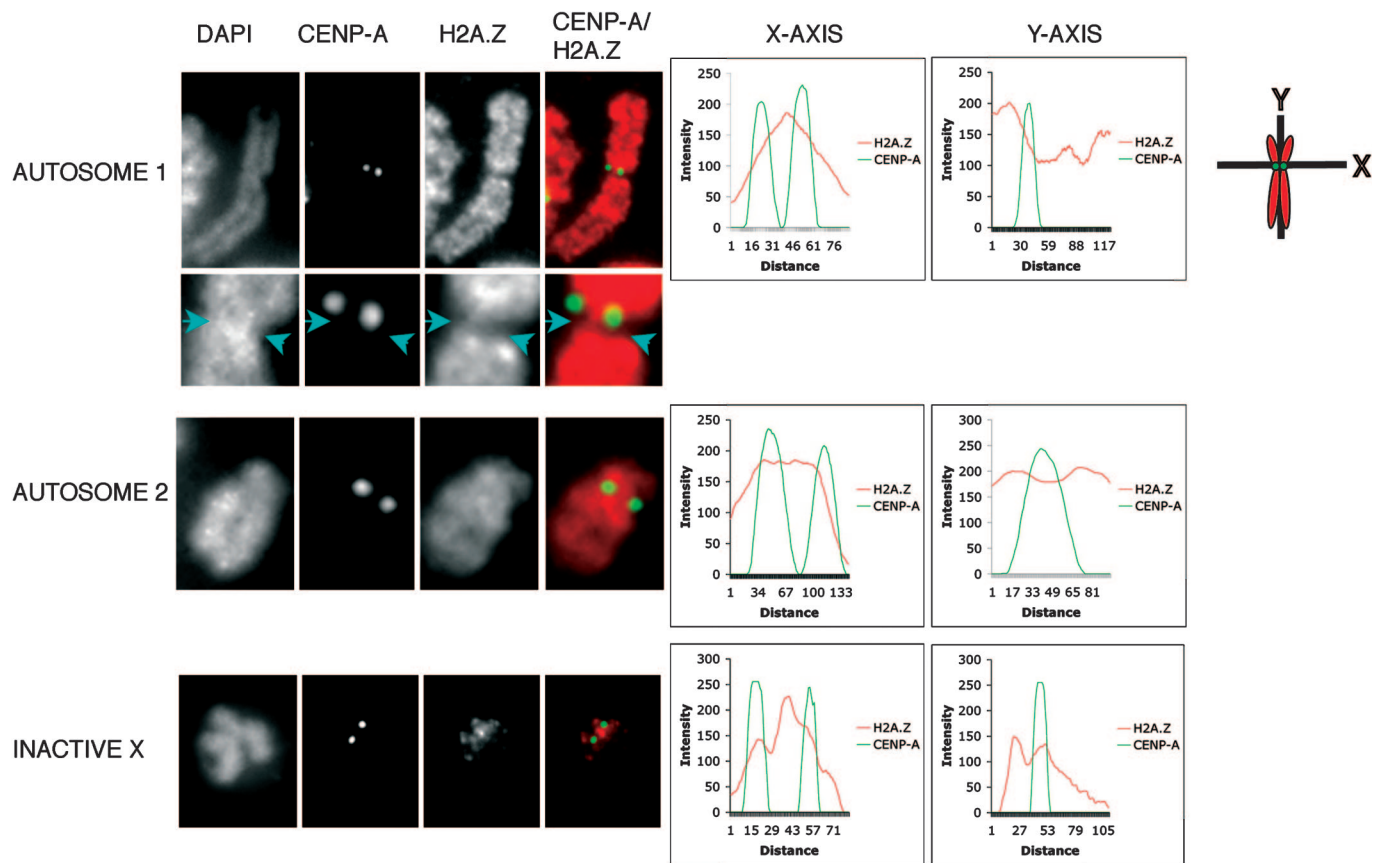 DAPI CENP-A H2A.Z CENP-A/ X-AXIS Y-AXIS
H2A.Z
AUTOSOME 1
250
200
150
100
50
0
Intensity
1 16 31 46 61 76
Distance
H2A.Z
CENP-A
250
200
150
100
50
0
Intensity
1 30 59 88 117
Distance
H2A.Z
CENP-A
Y
X
AUTOSOME 2
250
200
150
100
50
0
Intensity
1 34 67 100 133
Distance
H2A.Z
CENP-A
300
250
200
150
100
50
0
Intensity
1 17 33 49 65 81
Distance
H2A.Z
CENP-A
INACTIVE X
300
250
200
150
100
50
0
Intensity
1 15 29 43 57 71
Distance
H2A.Z
CENP-A
300
250
200
150
100
50
0
Intensity
1 27 53 79 105
Distance
H2A.Z
CENP-A